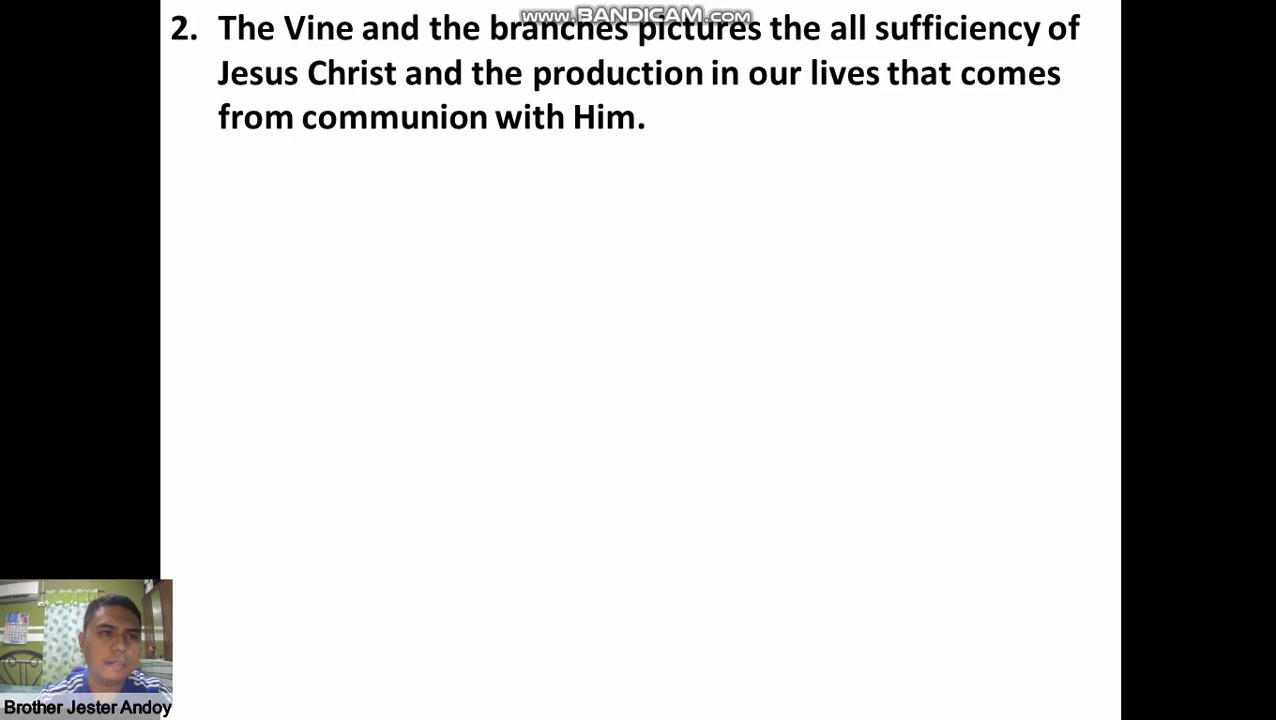 www.BANDICAM.com
2. The Vine and the branches pictures the all sufficiency of
Jesus Christ and the production in our lives that comes
from communion with Him.
Brother Jester Andoy